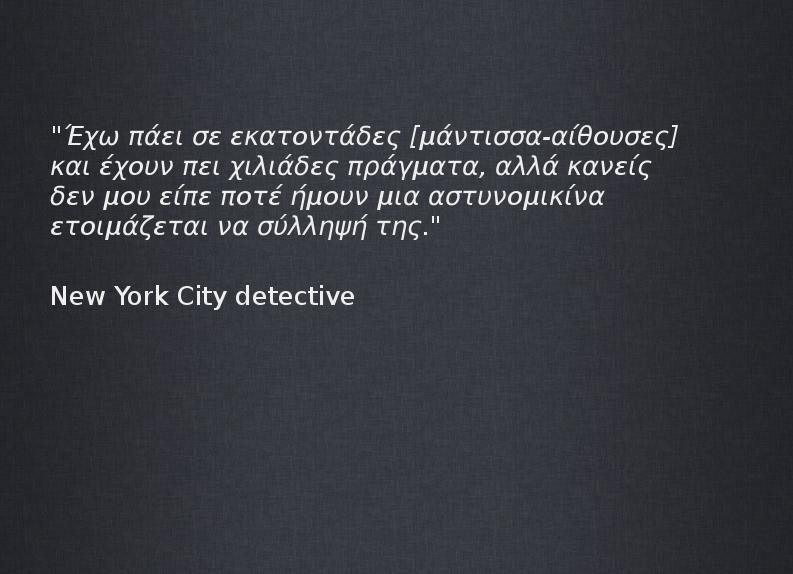 "Έχω πάει σε εκατοντάδες [μάντισσα-αίθουσες]
και έχουν πει χιλιάδες πράγματα, αλλά κανείς
δεν μου είπε ποτέ ήμουν μια αστυνομικίνα
ετοιμάζεται να σύλληψή της."
New York City detective